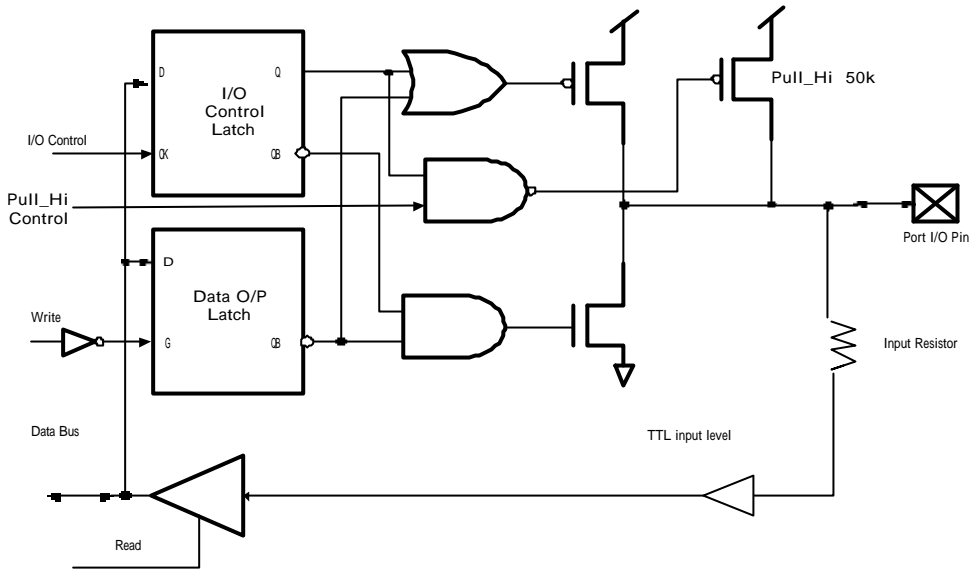 D
Q
I/O
Control
Latch
Pull_Hi 50k
I/O Control
CK
QB
Pull_Hi
Control
Port I/O Pin
D
Data O/P
Latch
Write
G
QB
Input Resistor
Data Bus
TTL input level
Read